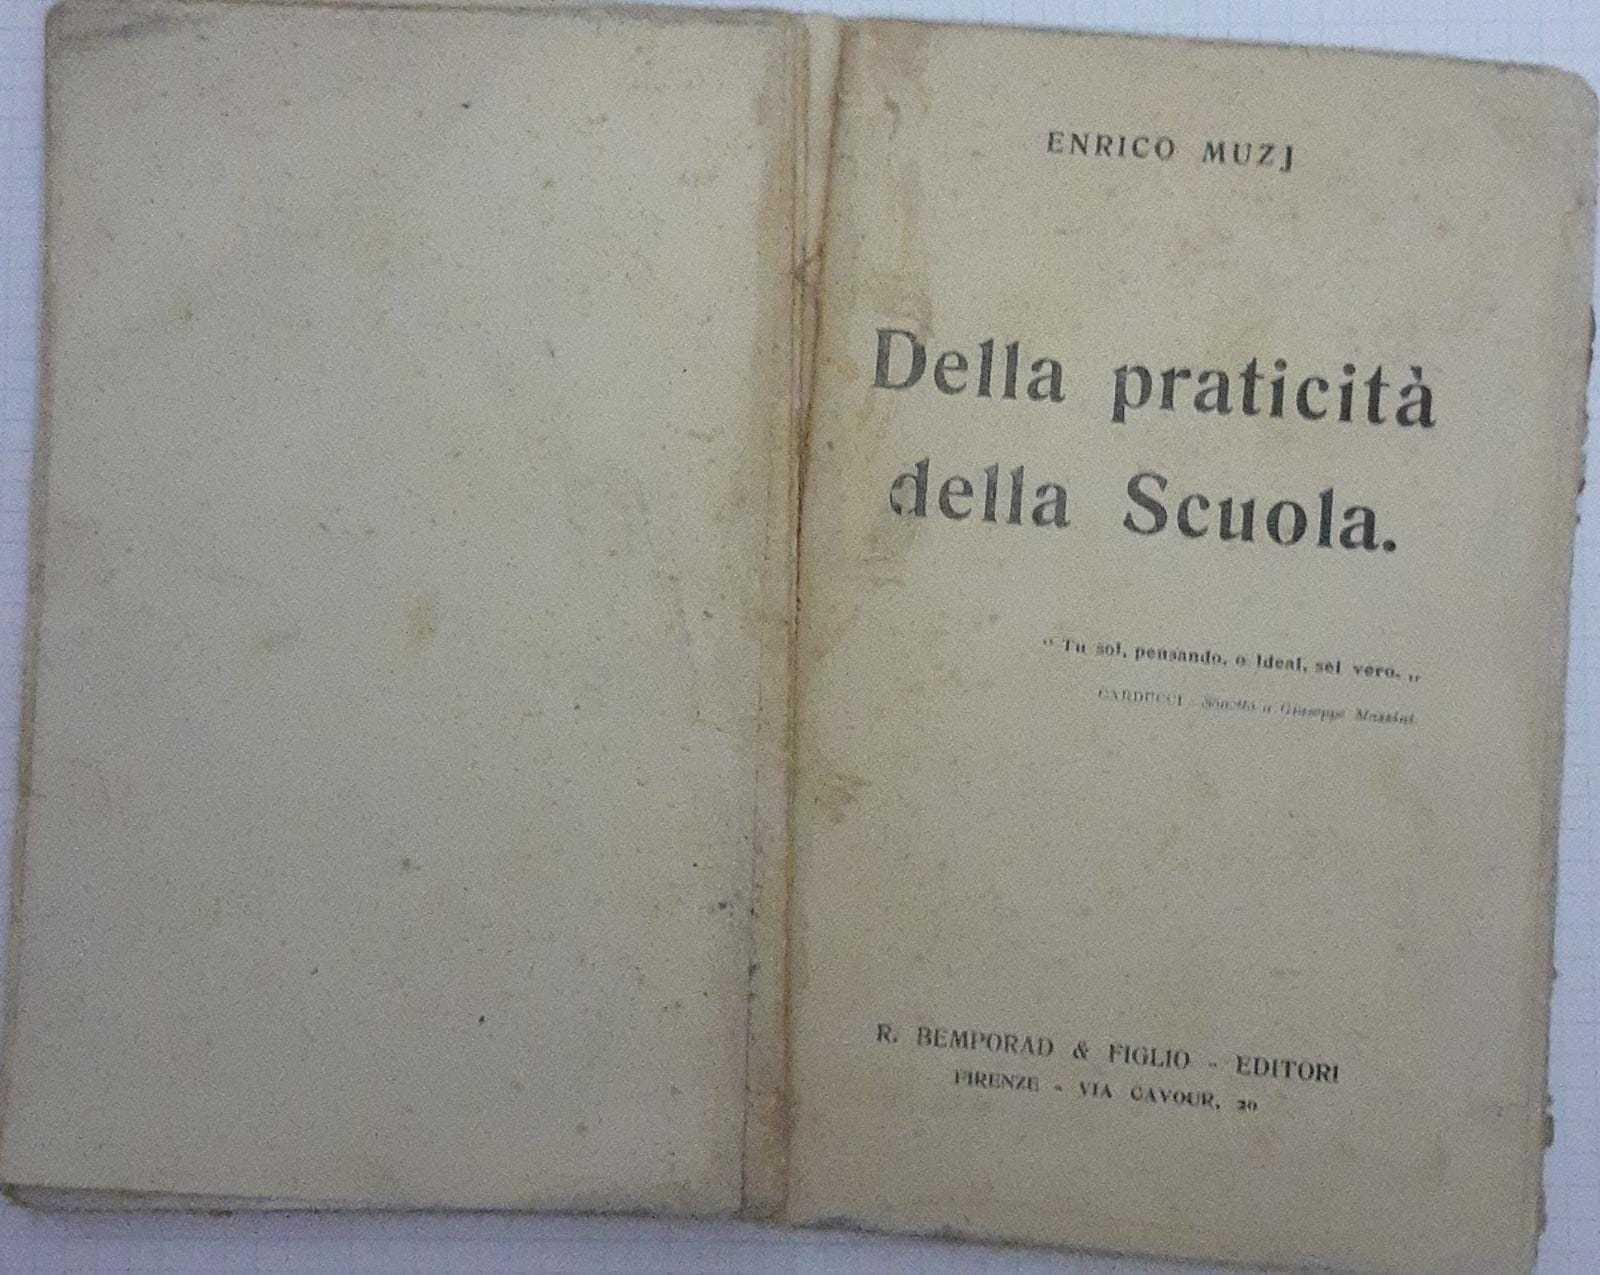 ENRICO MUZJ
Della praticità
della Scuola.
" Tu sol, pensando, o Ideal, sei vero. „
CARDUCCI - Sonetto a Giuseppe Mazzini.
R. BEMPORAD & FIGLIO - EDITORI
FIRENZE - VIA CAVOUR, 20